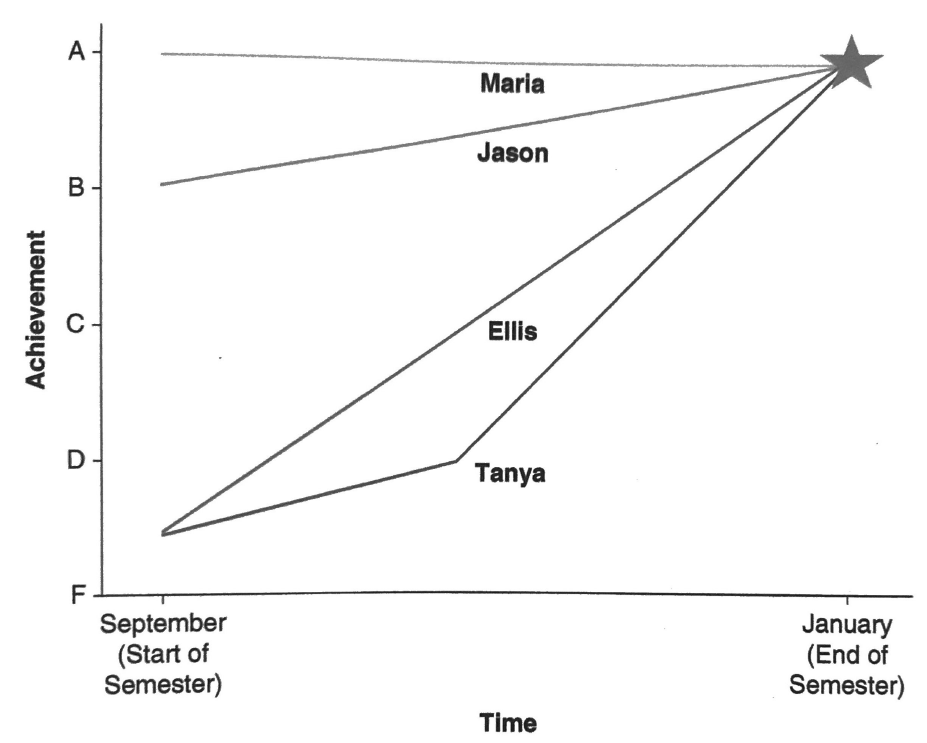 A
Maria
Jason
B
Achievement
C
Ellis
D
Tanya
F
September
(Start of
Semester)
January
(End of
Semester)
Time